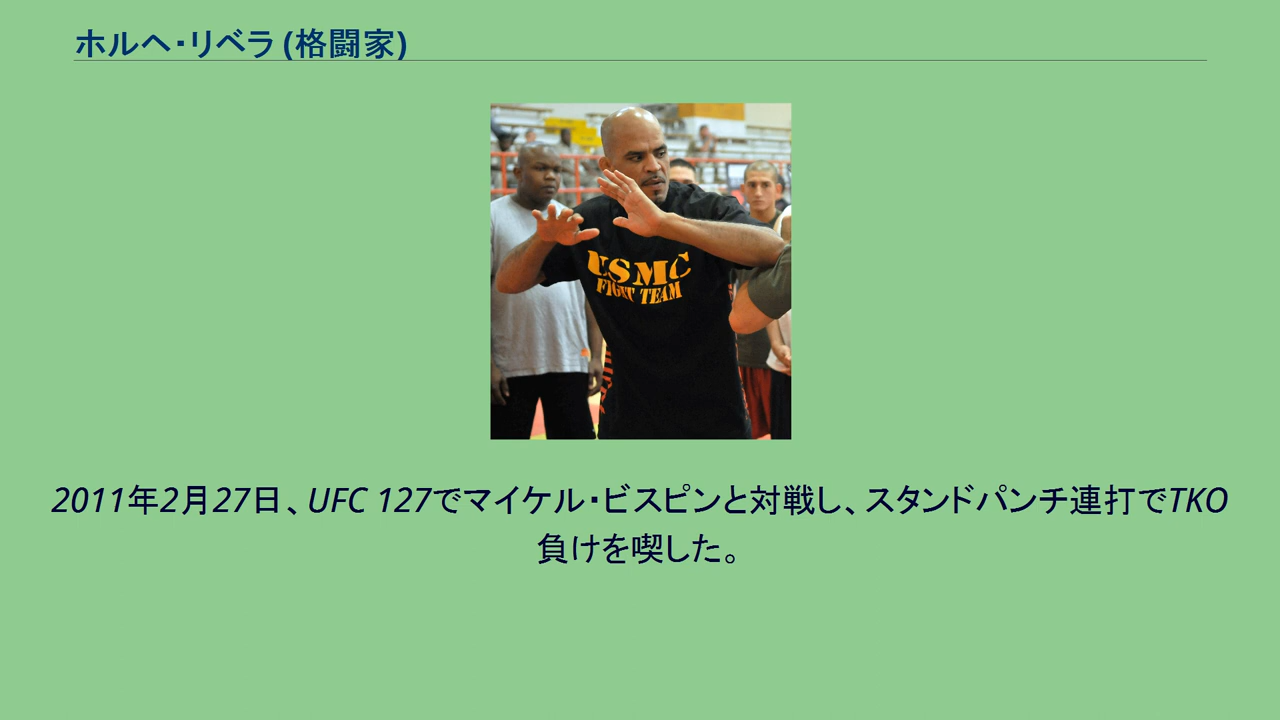 ホルヘ・リベラ (格闘家)
USMC
FIGHT TEAM
2011年2月27日、UFC 127でマイケル・ビスピンと対戦し、スタンドパンチ連打でTKO
負けを喫した。